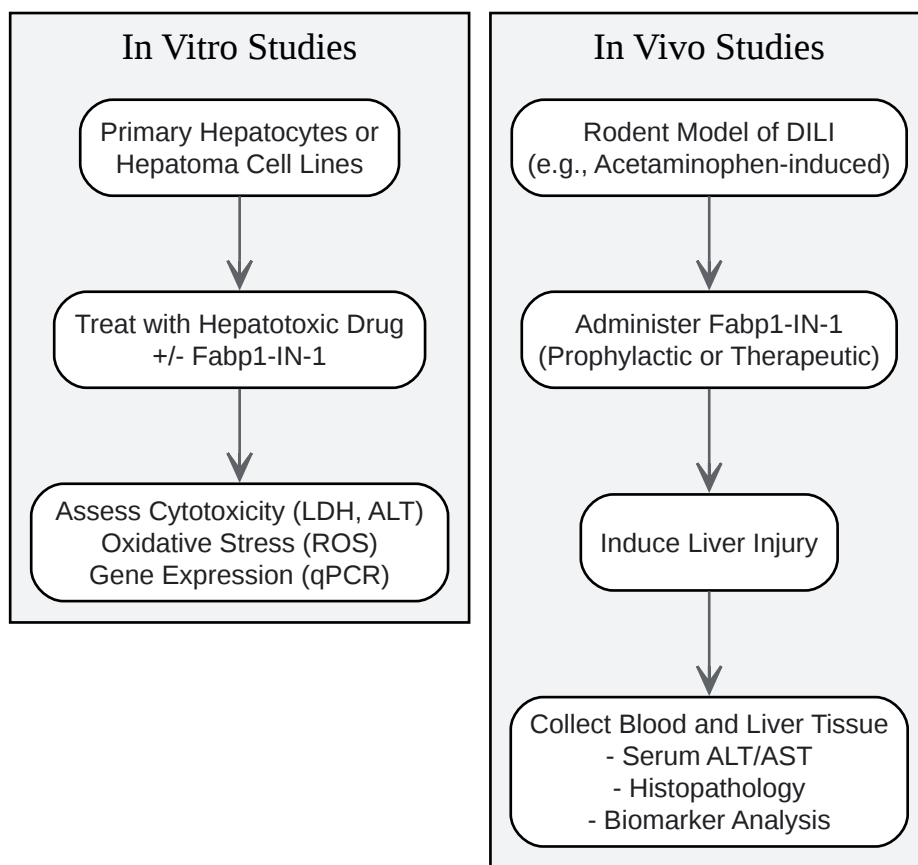 In Vitro Studies
Primary Hepatocytes or
Hepatoma Cell Lines
Treat with Hepatotoxic Drug
+/- Fabp1-IN-1
Assess Cytotoxicity (LDH, ALT)
Oxidative Stress (ROS)
Gene Expression (qPCR)
In Vivo Studies
Rodent Model of DILI
(e.g., Acetaminophen-induced)
Administer Fabp1-IN-1
(Prophylactic or Therapeutic)
Induce Liver Injury
Collect Blood and Liver Tissue
- Serum ALT/AST
- Histopathology
- Biomarker Analysis